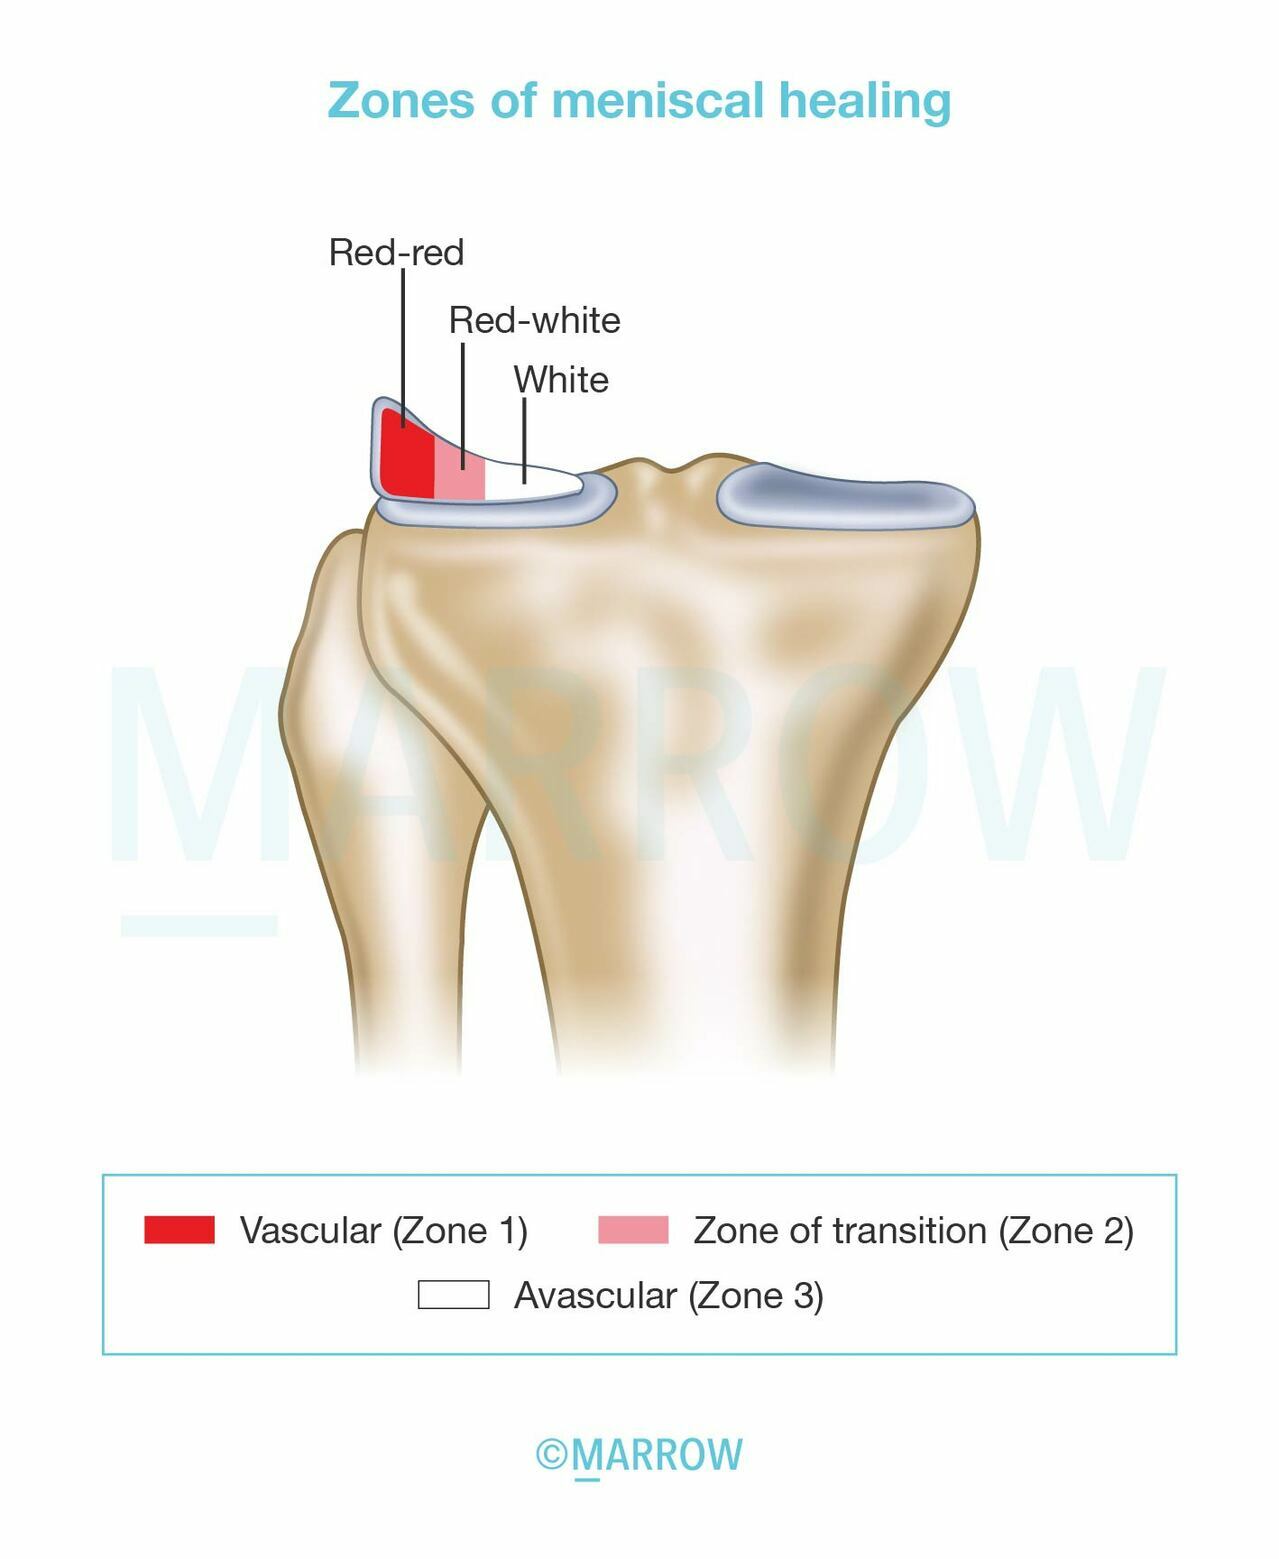 Zones of meniscal healing
Red-red
Red-white
White
MARROW
Vascular (Zone 1)
Zone of transition (Zone 2)
Avascular (Zone 3)
©MARROW